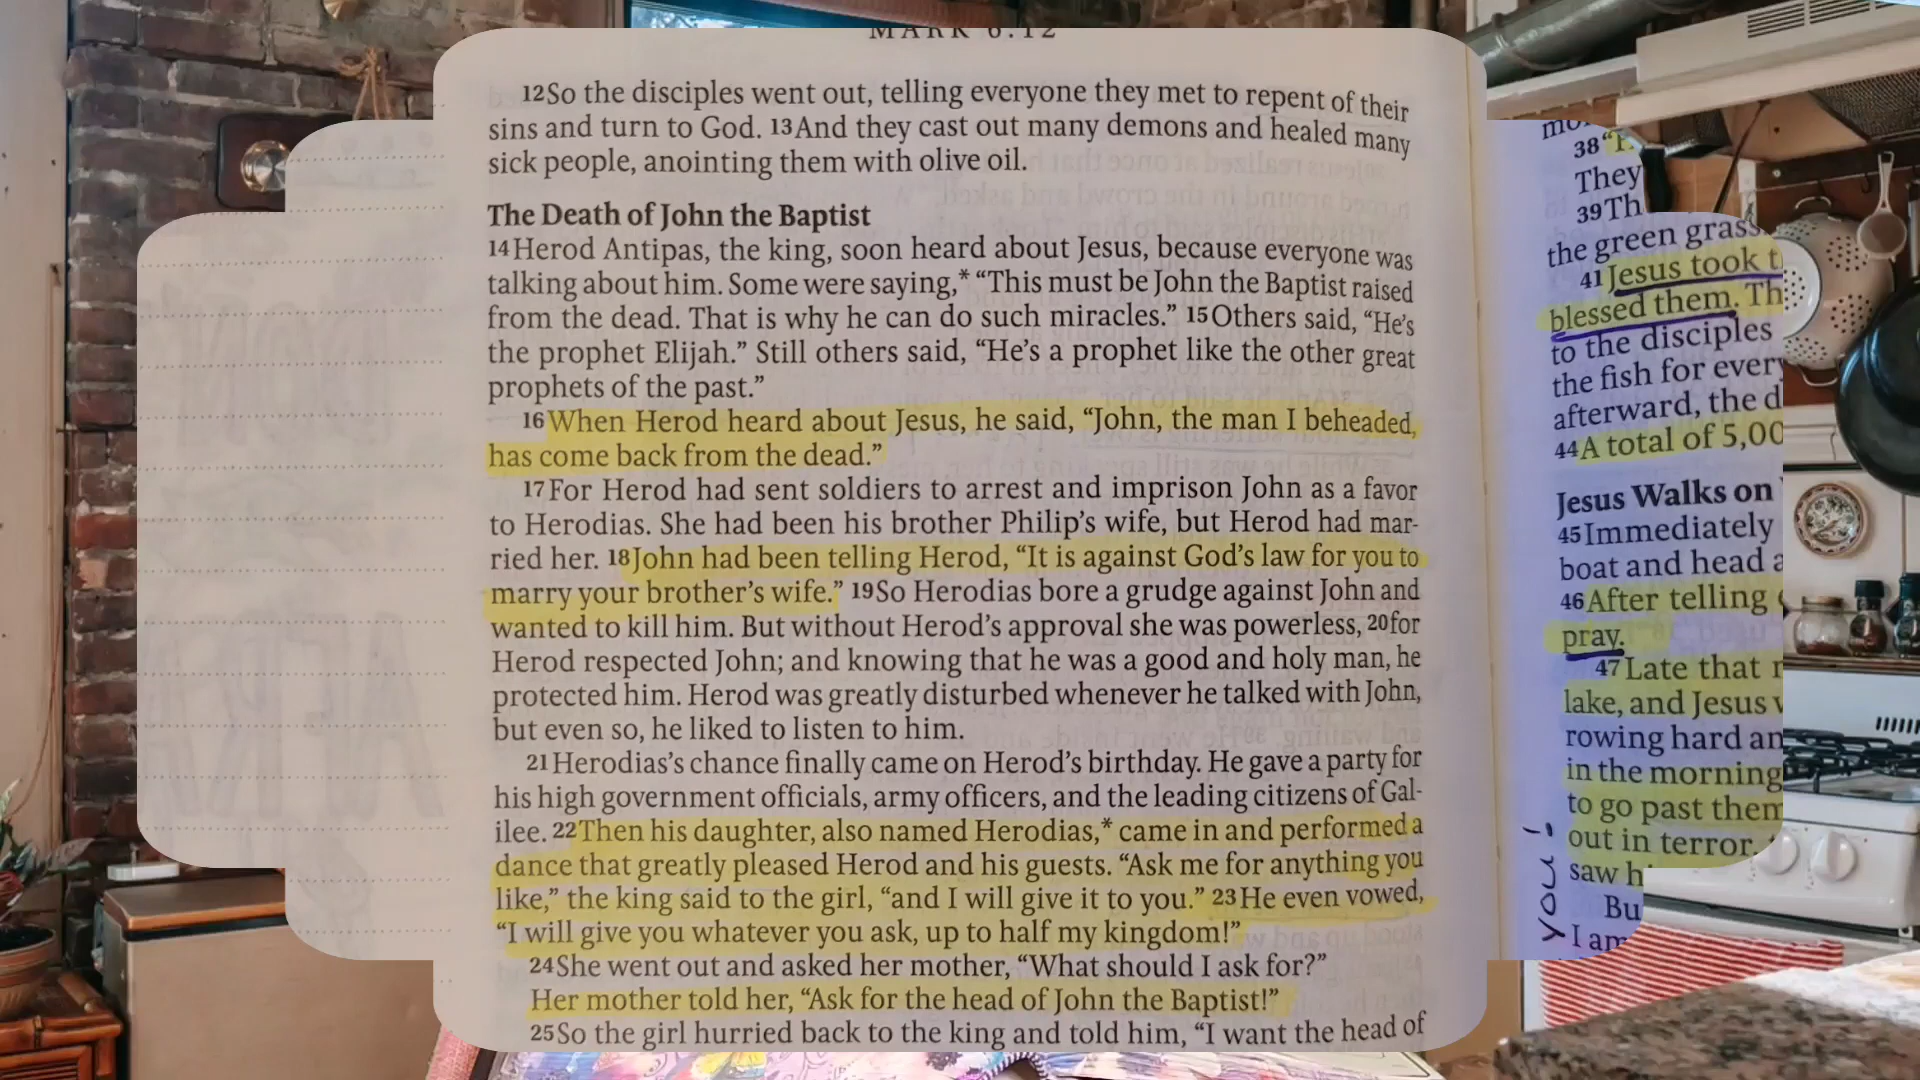 MARK 6:12
12So the disciples went out, telling everyone they met to repent of their
sins and turn to God. 13And they cast out many demons and healed many
sick people, anointing them with olive oil.
The Death of John the Baptist
14Herod Antipas, the king, soon heard about Jesus, because everyone was
talking about him. Some were saying,* “This must be John the Baptist raised
from the dead. That is why he can do such miracles.” 15Others said, “He’s
the prophet Elijah.” Still others said, “He’s a prophet like the other great
prophets of the past.”
16When Herod heard about Jesus, he said, “John, the man I beheaded,
has come back from the dead.”
17For Herod had sent soldiers to arrest and imprison John as a favor
to Herodias. She had been his brother Philip’s wife, but Herod had mar-
ried her. 18John had been telling Herod, “It is against God’s law for you to
marry your brother’s wife.” 19So Herodias bore a grudge against John and
wanted to kill him. But without Herod’s approval she was powerless, 20for
Herod respected John; and knowing that he was a good and holy man, he
protected him. Herod was greatly disturbed whenever he talked with John,
but even so, he liked to listen to him.
21Herodias’s chance finally came on Herod’s birthday. He gave a party for
his high government officials, army officers, and the leading citizens of Gal-
ilee. 22Then his daughter, also named Herodias,* came in and performed a
dance that greatly pleased Herod and his guests. “Ask me for anything you
like,” the king said to the girl, “and I will give it to you.” 23He even vowed,
“I will give you whatever you ask, up to half my kingdom!”
24She went out and asked her mother, “What should I ask for?”
Her mother told her, “Ask for the head of John the Baptist!”
25So the girl hurried back to the king and told him, “I want the head of
38
They
39Th
the green grass.
41Jesus took t
blessed them. Th
to the disciples
the fish for ever
afterward, the d
44A total of 5,00
Jesus Walks on
45Immediately
boat and head a
46After telling
pray.
47Late that
lake, and Jesus
rowing hard an
in the morning
to go past them
out in terror,
saw h
Bu
I am
you!